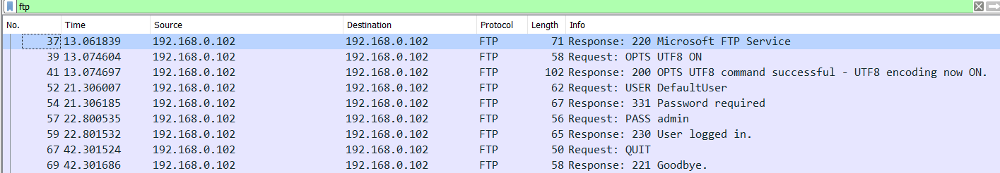 ftp
No. Time Source Destination Protocol Length Info
37 13.061839 192.168.0.102 192.168.0.102 FTP 71 Response: 220 Microsoft FTP Service
39 13.074604 192.168.0.102 192.168.0.102 FTP 58 Request: OPTS UTF8 ON
41 13.074697 192.168.0.102 192.168.0.102 FTP 102 Response: 200 OPTS UTF8 command successful - UTF8 encoding now ON.
52 21.306007 192.168.0.102 192.168.0.102 FTP 62 Request: USER DefaultUser
54 21.306185 192.168.0.102 192.168.0.102 FTP 67 Response: 331 Password required
57 22.800535 192.168.0.102 192.168.0.102 FTP 56 Request: PASS admin
59 22.801532 192.168.0.102 192.168.0.102 FTP 65 Response: 230 User logged in.
67 42.301524 192.168.0.102 192.168.0.102 FTP 50 Request: QUIT
69 42.301686 192.168.0.102 192.168.0.102 FTP 58 Response: 221 Goodbye.